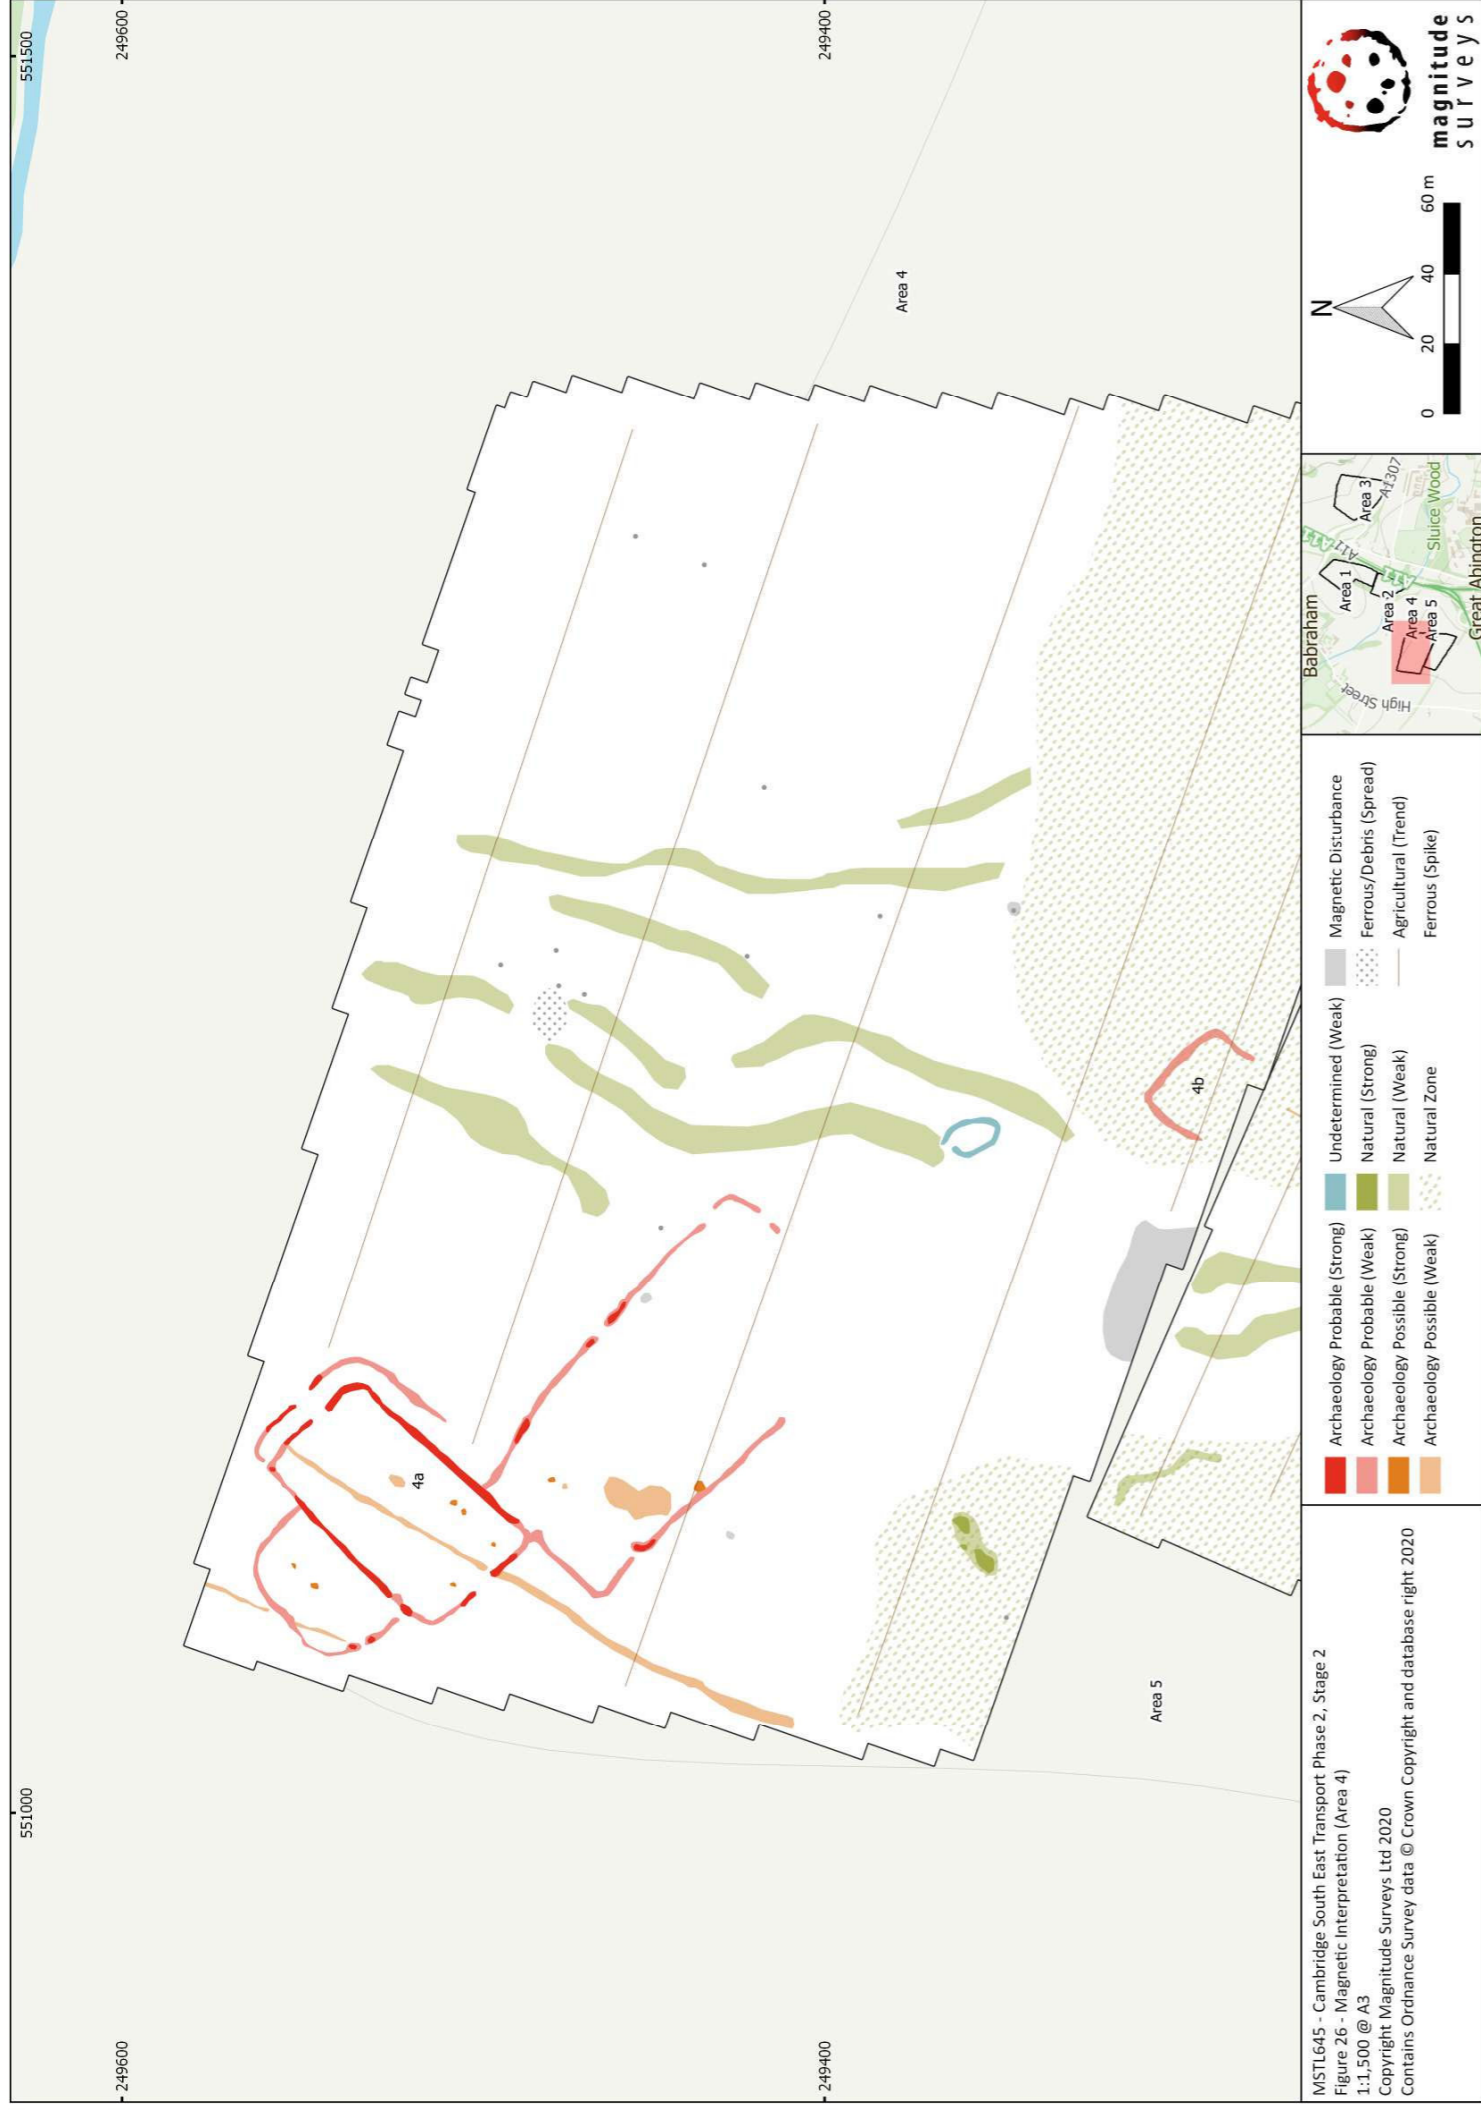 551000
551500
249600
249600
249400
249400
4a
4b
Area 4
Area 5
MSTL645 - Cambridge South East Transport Phase 2, Stage 2
Figure 26 - Magnetic Interpretation (Area 4)
1:1,500 @ A3
Copyright Magnitude Surveys Ltd 2020
Contains Ordnance Survey data © Crown Copyright and database right 2020
Archaeology Probable (Strong)
Archaeology Probable (Weak)
Archaeology Possible (Strong)
Archaeology Possible (Weak)
Undetermined (Weak)
Natural (Strong)
Natural (Weak)
Natural Zone
Magnetic Disturbance
Ferrous/Debris (Spread)
Agricultural (Trend)
Ferrous (Spike)
Babraham
High Street
Area 1
Area 2
Area 4
Area 5
Area 3
A11
A11
A11
A1307
Sluice Wood
Great Abington
N
0 20 40 60 m
magnitude
surveys